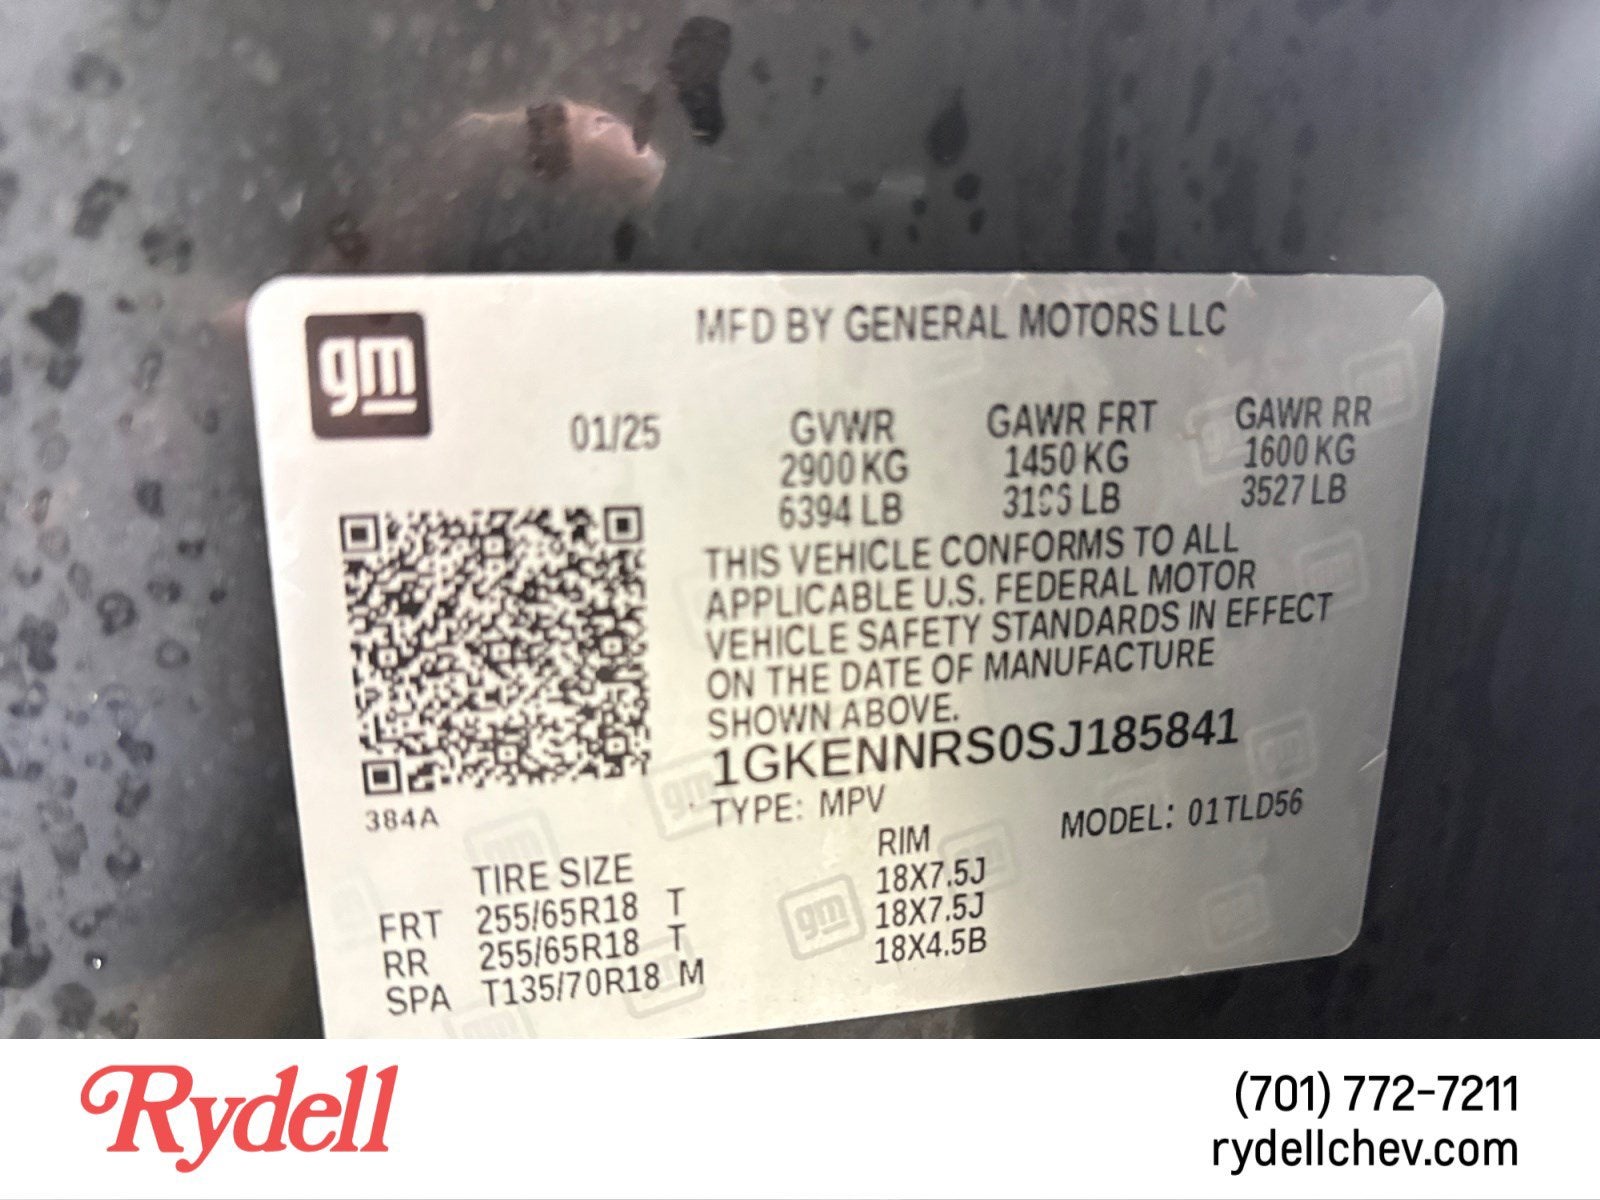 gm
MFD BY GENERAL MOTORS LLC
01/25 GVWR GAWR FRT GAWR RR
2900 KG 1450 KG 1600 KG
6394 LB LB 3527 LB
THIS VEHICLE CONFORMS TO ALL
APPLICABLE U.S. FEDERAL MOTOR
VEHICLE SAFETY STANDARDS IN EFFECT
ON THE DATE OF MANUFACTURE
SHOWN ABOVE.
1GKENNRS0SJ185841
384A
TYPE: MPV MODEL: 01TLD56
TIRE SIZE RIM
FRT 255/65R18 T 18X7.5J
RR 255/65R18 T 18X7.5J
SPA T135/70R18 M 18X4.5B
Rydell
(701) 772-7211
rydellchev.com